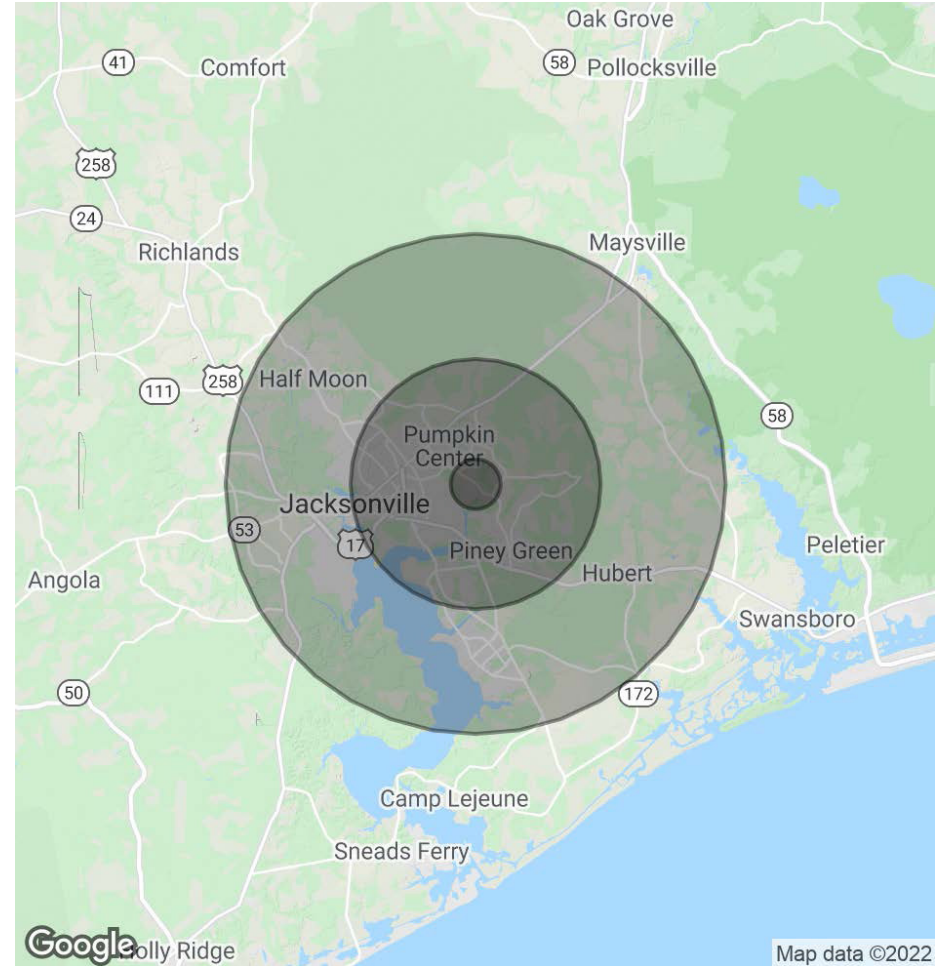 Oak Grove
41
Comfort
58
Pollocksville
258
24
Richlands
Maysville
Half Moon
258
111
58
Pumpkin
Center
Jacksonville
53
17
Piney Green
Peletier
Angola
Hubert
Swansboro
50
172
Camp Lejeune
Sneads Ferry
Google
olly Ridge
Map data ©2022